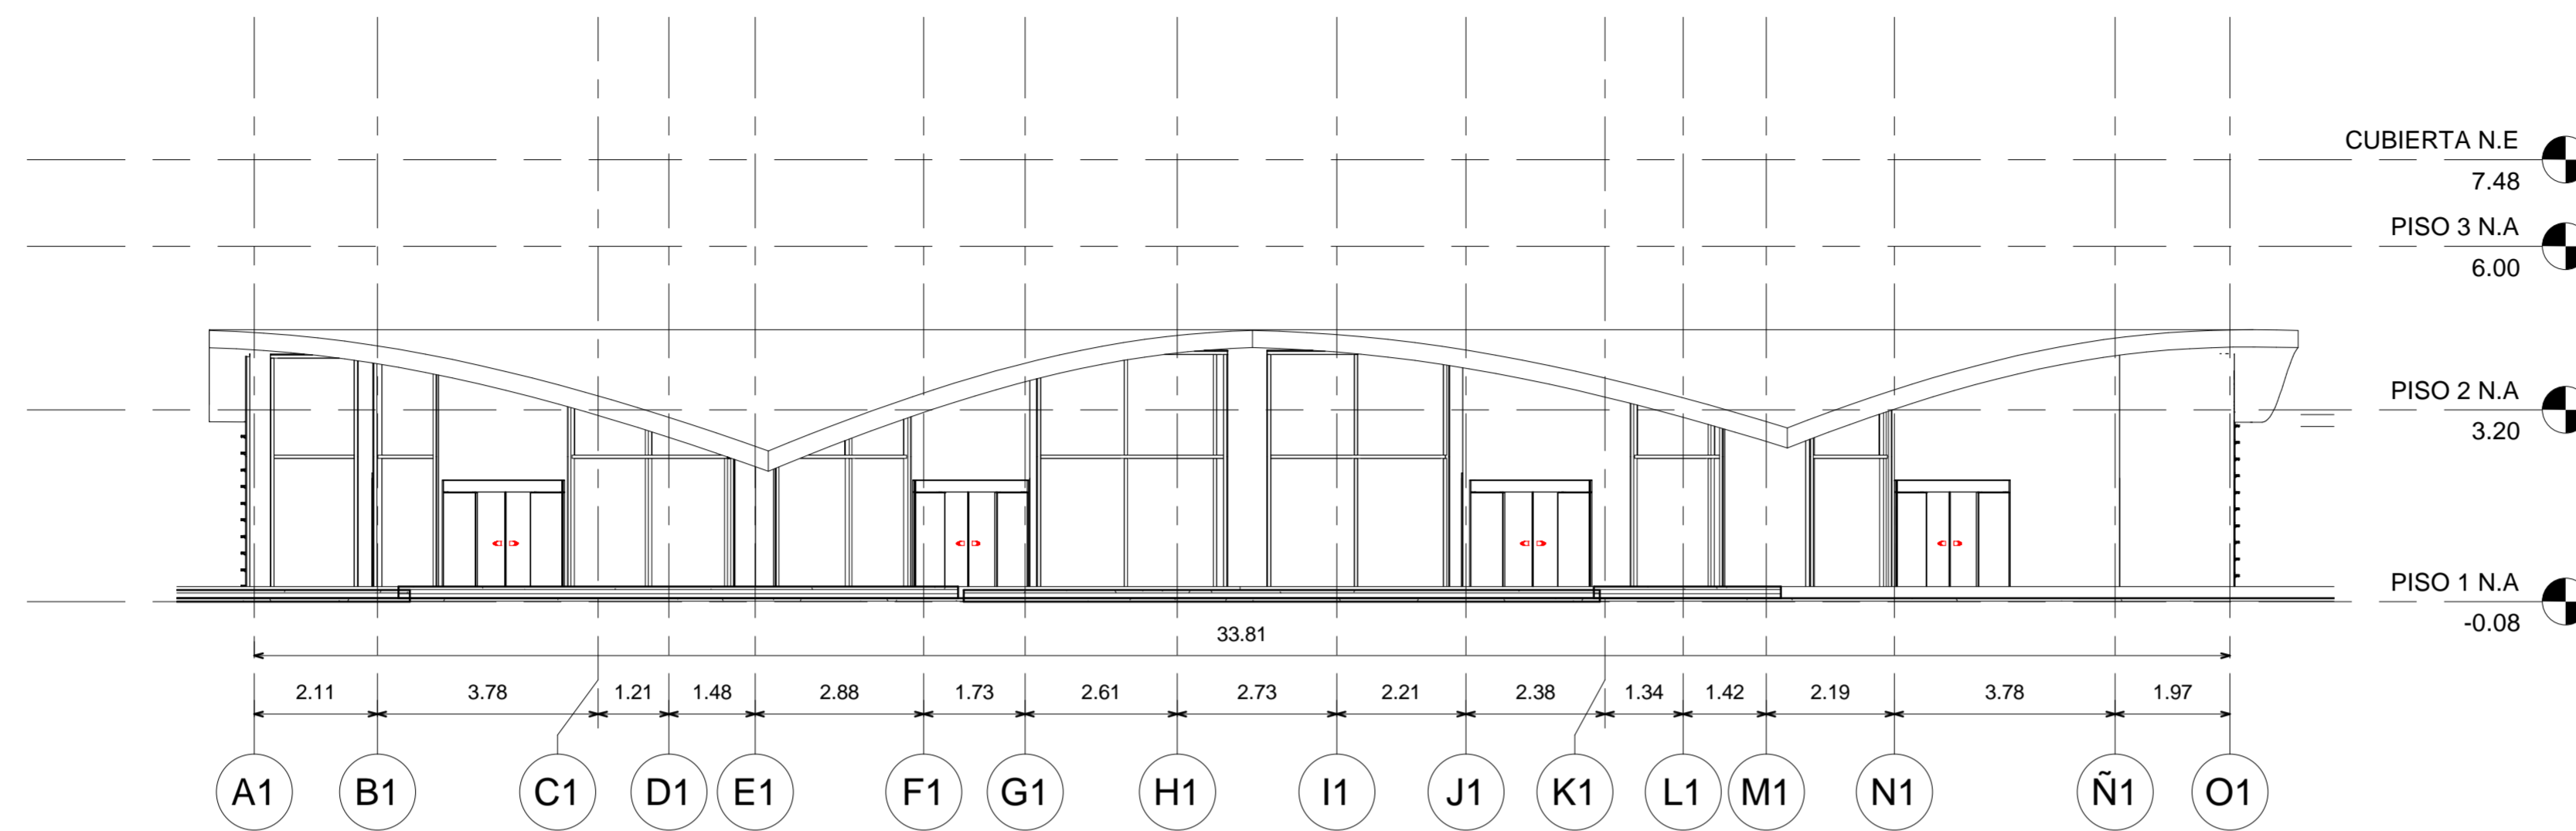 CUBIERTA N.E
7.48
PISO 3 N.A
6.00
PISO 2 N.A
3.20
PISO 1 N.A
-0.08
33.81
2.11 3.78 1.21 1.48 2.88 1.73 2.61 2.73 2.21 2.38 1.34 1.42 2.19 3.78 1.97
A1 B1 C1 D1 E1 F1 G1 H1 I1 J1 K1 L1 M1 N1 Ñ1 O1